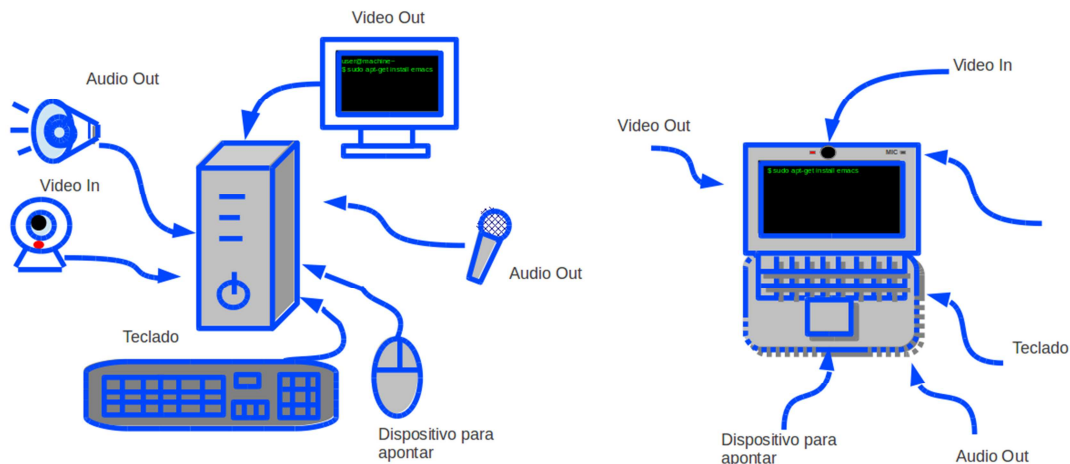 Video Out
user@machine~
$ sudo apt-get install emacs
Audio Out
Video In
Audio Out
Teclado
Dispositivo para
apontar
Video In
Video Out
MIC
$ sudo apt-get install emacs
Teclado
Dispositivo para
apontar
Audio Out